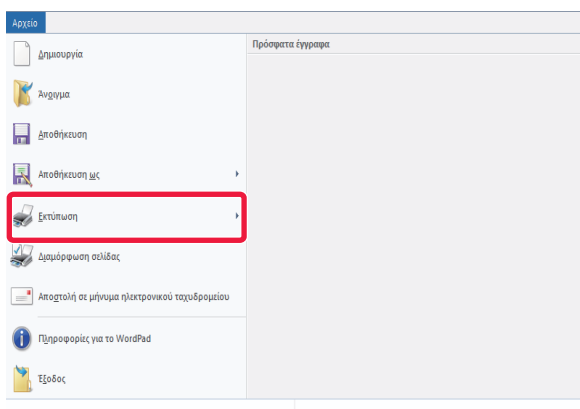 Αρχείο
Πρόσφατα έγγραφα
Δημιουργία
Άνοιγμα
Αποθήκευση
Αποθήκευση ως
Εκτύπωση
Διαμόρφωση σελίδας
Αποστολή σε μήνυμα ηλεκτρονικού ταχυδρομείου
Πληροφορίες για το WordPad
Έξοδος